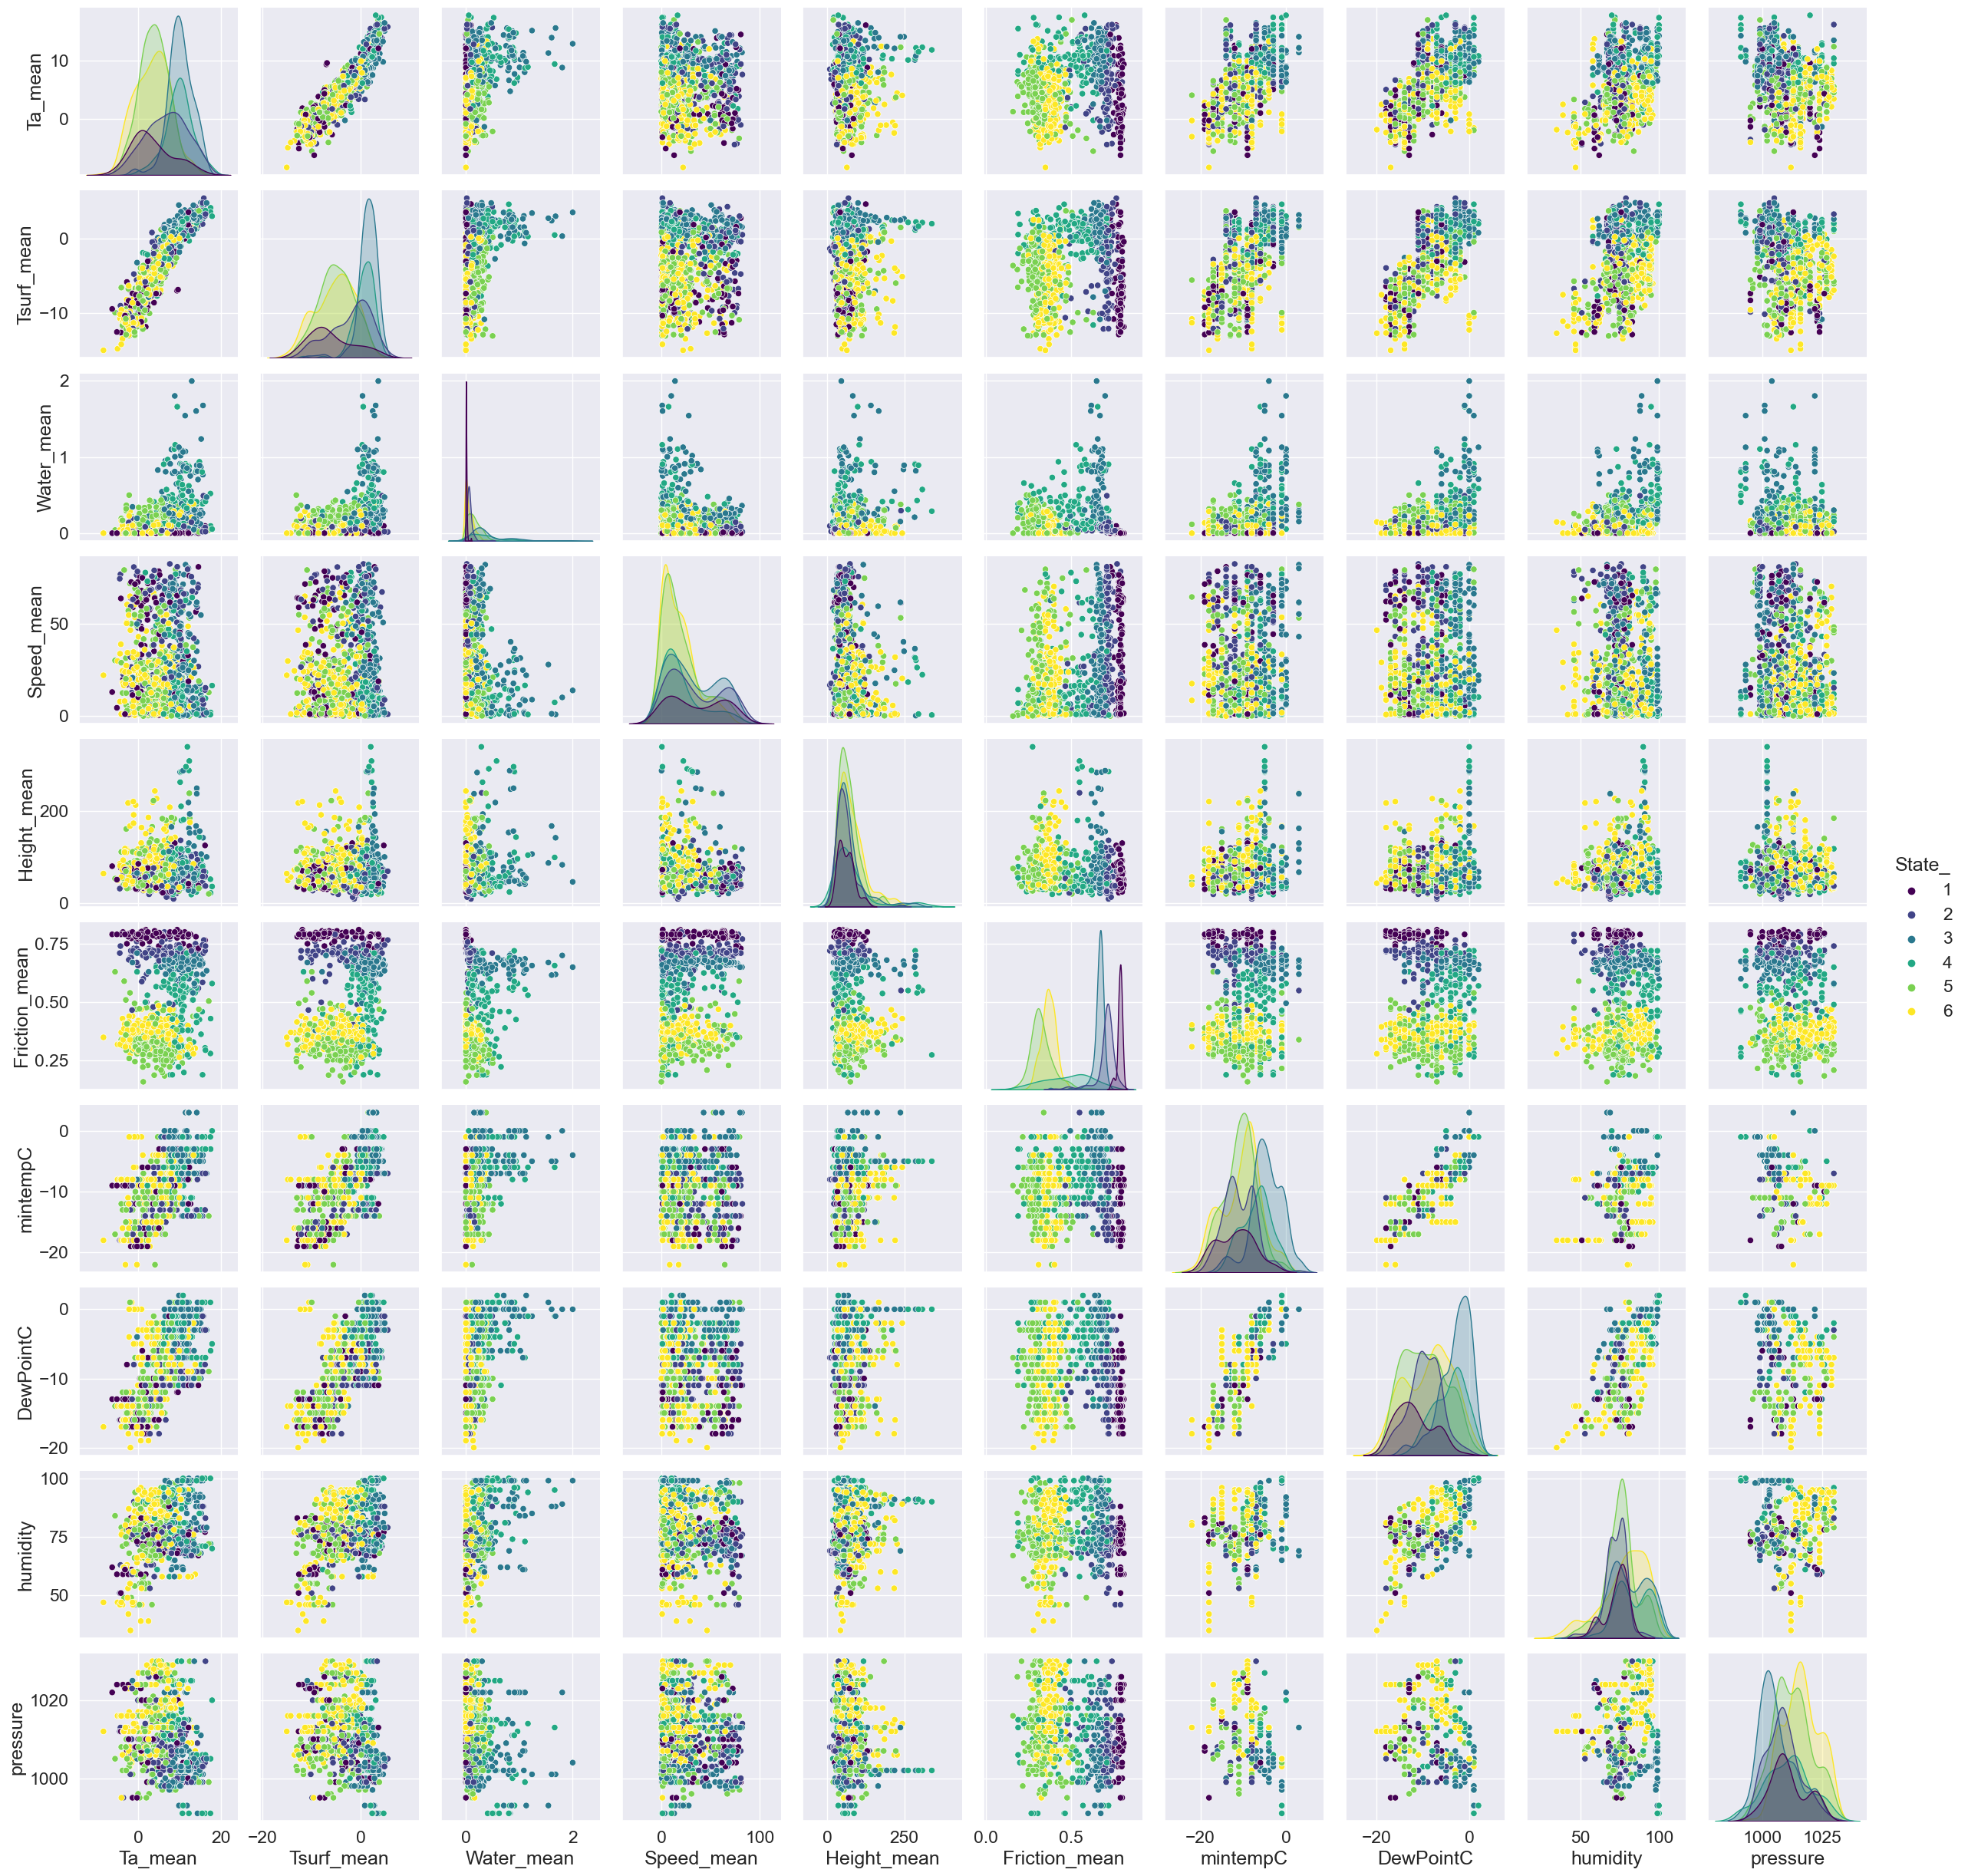 Ta_mean
10
0
Tsurf_mean
0
−10
Water_mean
2
1
0
Speed_mean
50
0
Height_mean
200
0
Friction_mean
0.75
0.50
0.25
mintempC
0
−10
−20
DewPointC
0
−10
−20
humidity
100
75
50
pressure
1020
1000
0 20
−20 0
0 2
0 100
0 250
0.0 0.5
−20 0
−20 0
50 100
1000 1025
Ta_mean
Tsurf_mean
Water_mean
Speed_mean
Height_mean
Friction_mean
mintempC
DewPointC
humidity
pressure
State_
1
2
3
4
5
6